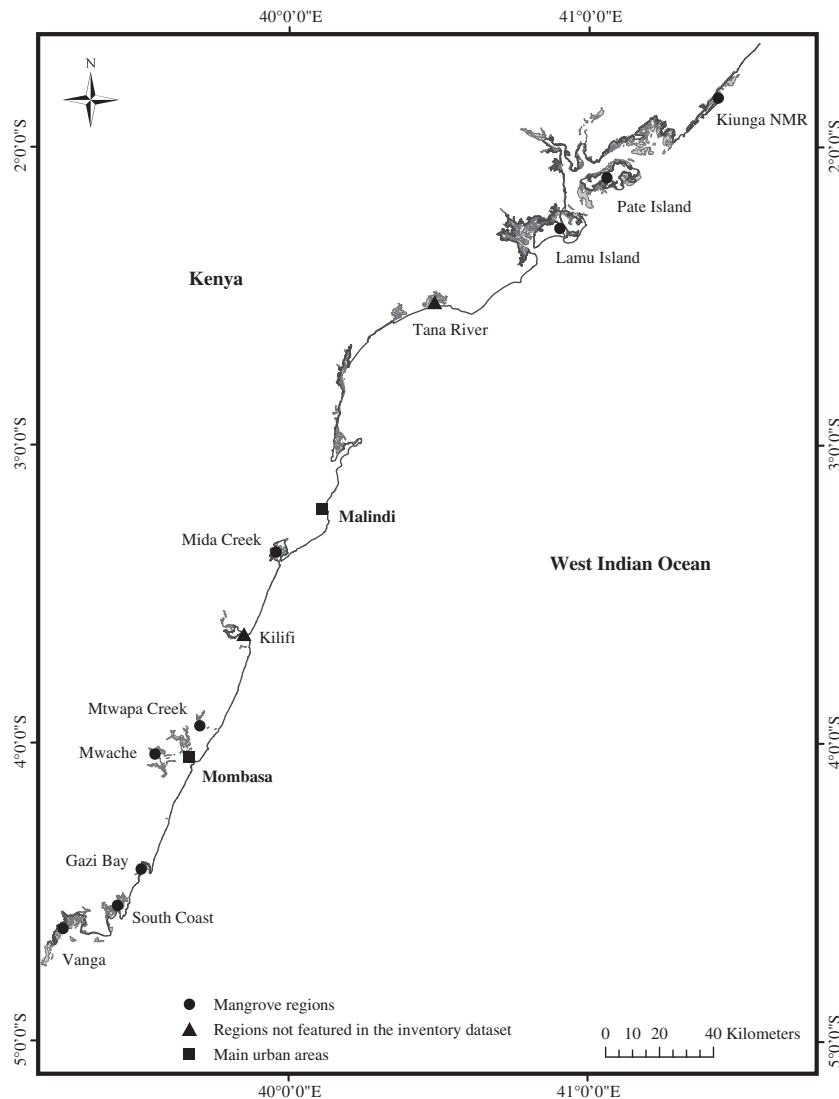 40°0’0"E
41°0’0"E
N
Kiunga NMR
2°0’0"S
2°0’0"S
Pate Island
Lamu Island
Kenya
Tana River
3°0’0"S
3°0’0"S
Malindi
Mida Creek
West Indian Ocean
Kilifi
Mtwapa Creek
4°0’0"S
4°0’0"S
Mwache
Mombasa
Gazi Bay
South Coast
Vanga
Mangrove regions
Regions not featured in the inventory dataset
Main urban areas
0 10 20 40 Kilometers
5°0’0"S
5°0’0"S
40°0’0"E
41°0’0"E